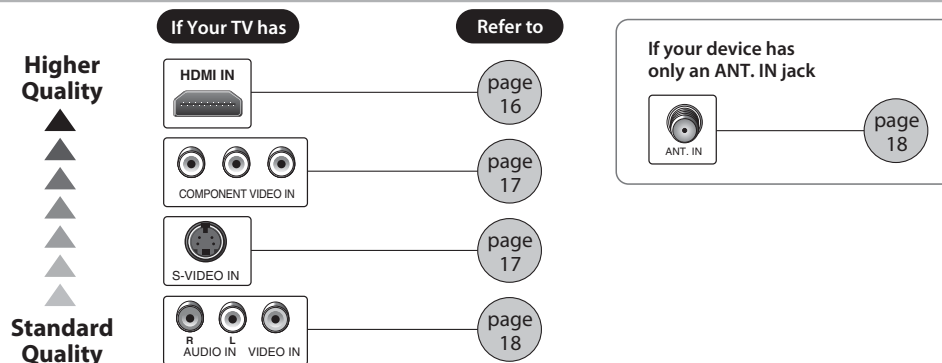 If Your TV has
Refer to
Higher
Quality
HDMI IN
page
16
COMPONENT VIDEO IN
page
17
S-VIDEO IN
page
17
Standard
Quality
R L
AUDIO IN VIDEO IN
page
18
If your device has
only an ANT. IN jack
ANT. IN
page
18